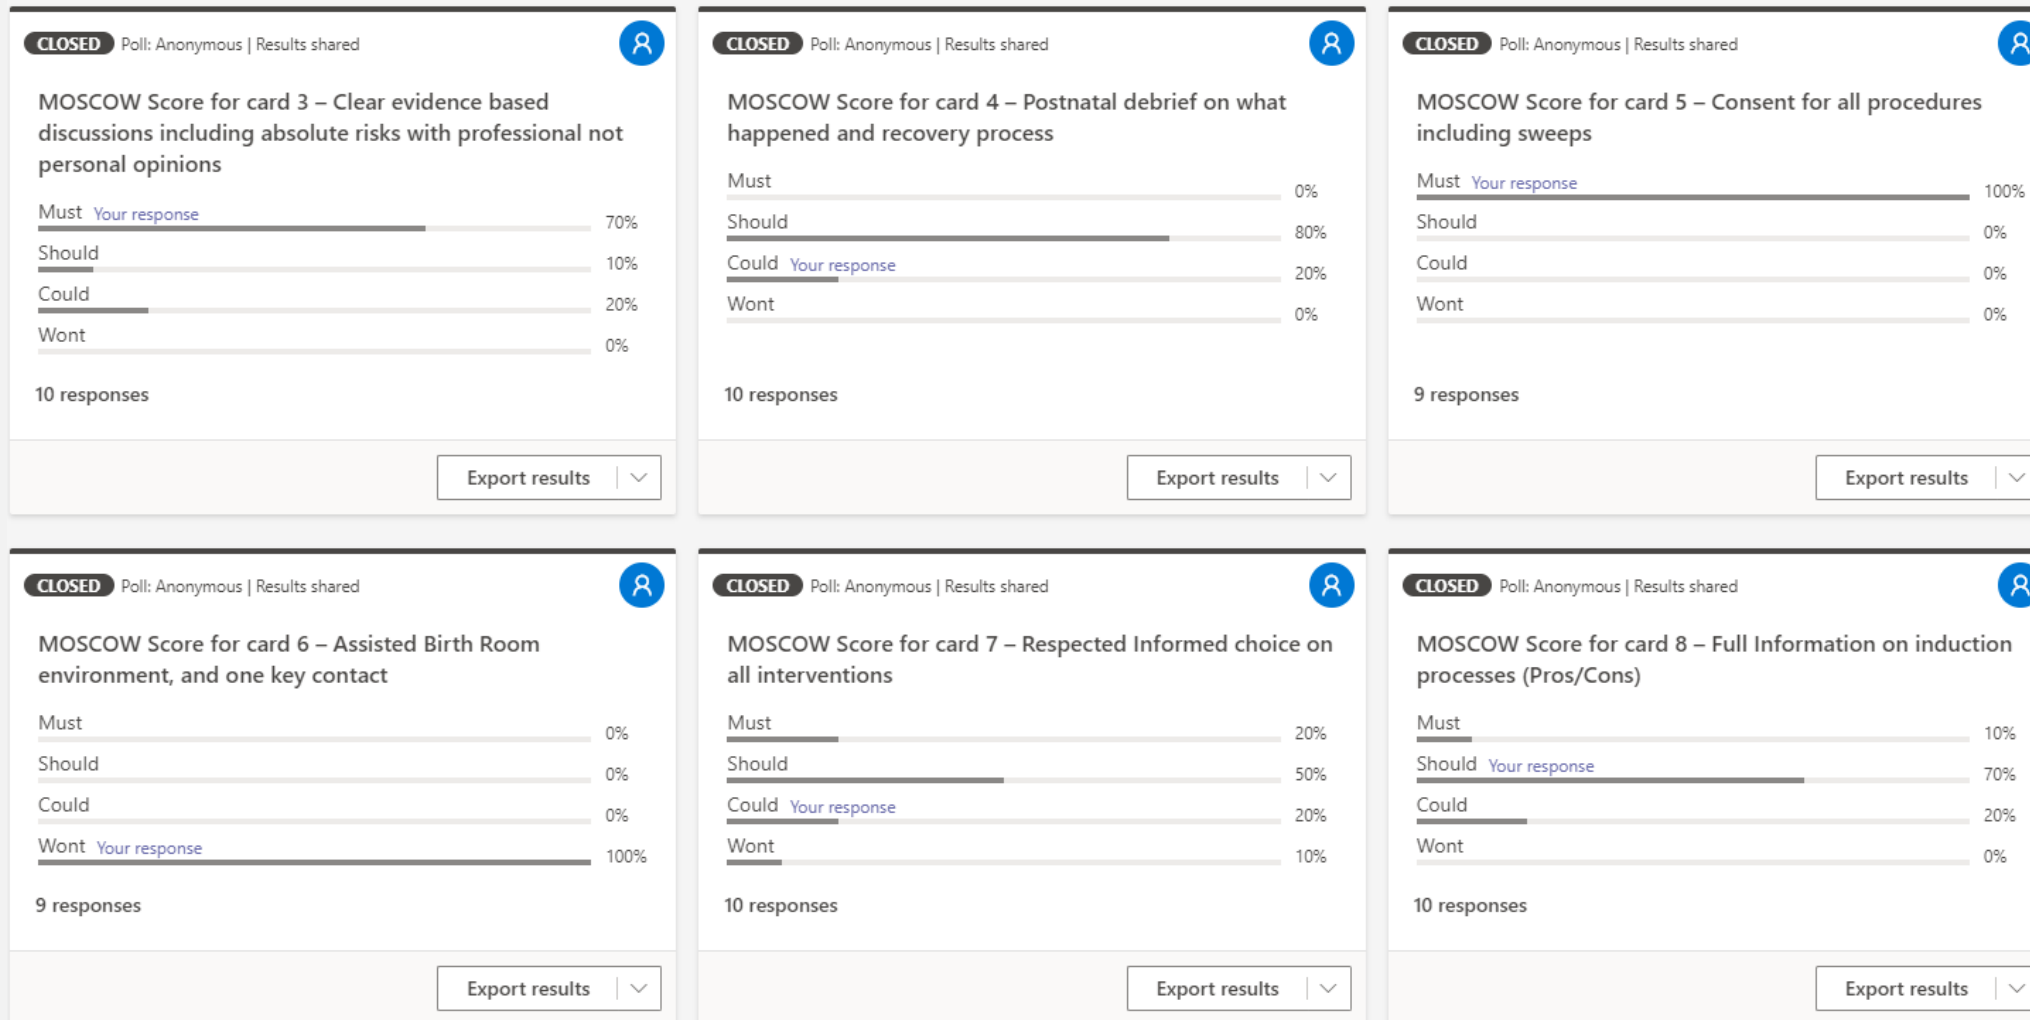 CLOSED Poll: Anonymous | Results shared
MOSCOW Score for card 3 – Clear evidence based
discussions including absolute risks with professional not
personal opinions
Must Your response
70%
Should
10%
Could
20%
Wont
0%
10 responses
Export results
CLOSED Poll: Anonymous | Results shared
MOSCOW Score for card 4 – Postnatal debrief on what
happened and recovery process
Must
0%
Should
80%
Could Your response
20%
Wont
0%
10 responses
Export results
CLOSED Poll: Anonymous | Results shared
MOSCOW Score for card 5 – Consent for all procedures
including sweeps
Must Your response
100%
Should
0%
Could
0%
Wont
0%
9 responses
Export results
CLOSED Poll: Anonymous | Results shared
MOSCOW Score for card 6 – Assisted Birth Room
environment, and one key contact
Must
0%
Should
0%
Could
0%
Wont Your response
100%
9 responses
Export results
CLOSED Poll: Anonymous | Results shared
MOSCOW Score for card 7 – Respected Informed choice on
all interventions
Must
20%
Should
50%
Could Your response
20%
Wont
10%
10 responses
Export results
CLOSED Poll: Anonymous | Results shared
MOSCOW Score for card 8 – Full Information on induction
processes (Pros/Cons)
Must
10%
Should Your response
70%
Could
20%
Wont
0%
10 responses
Export results